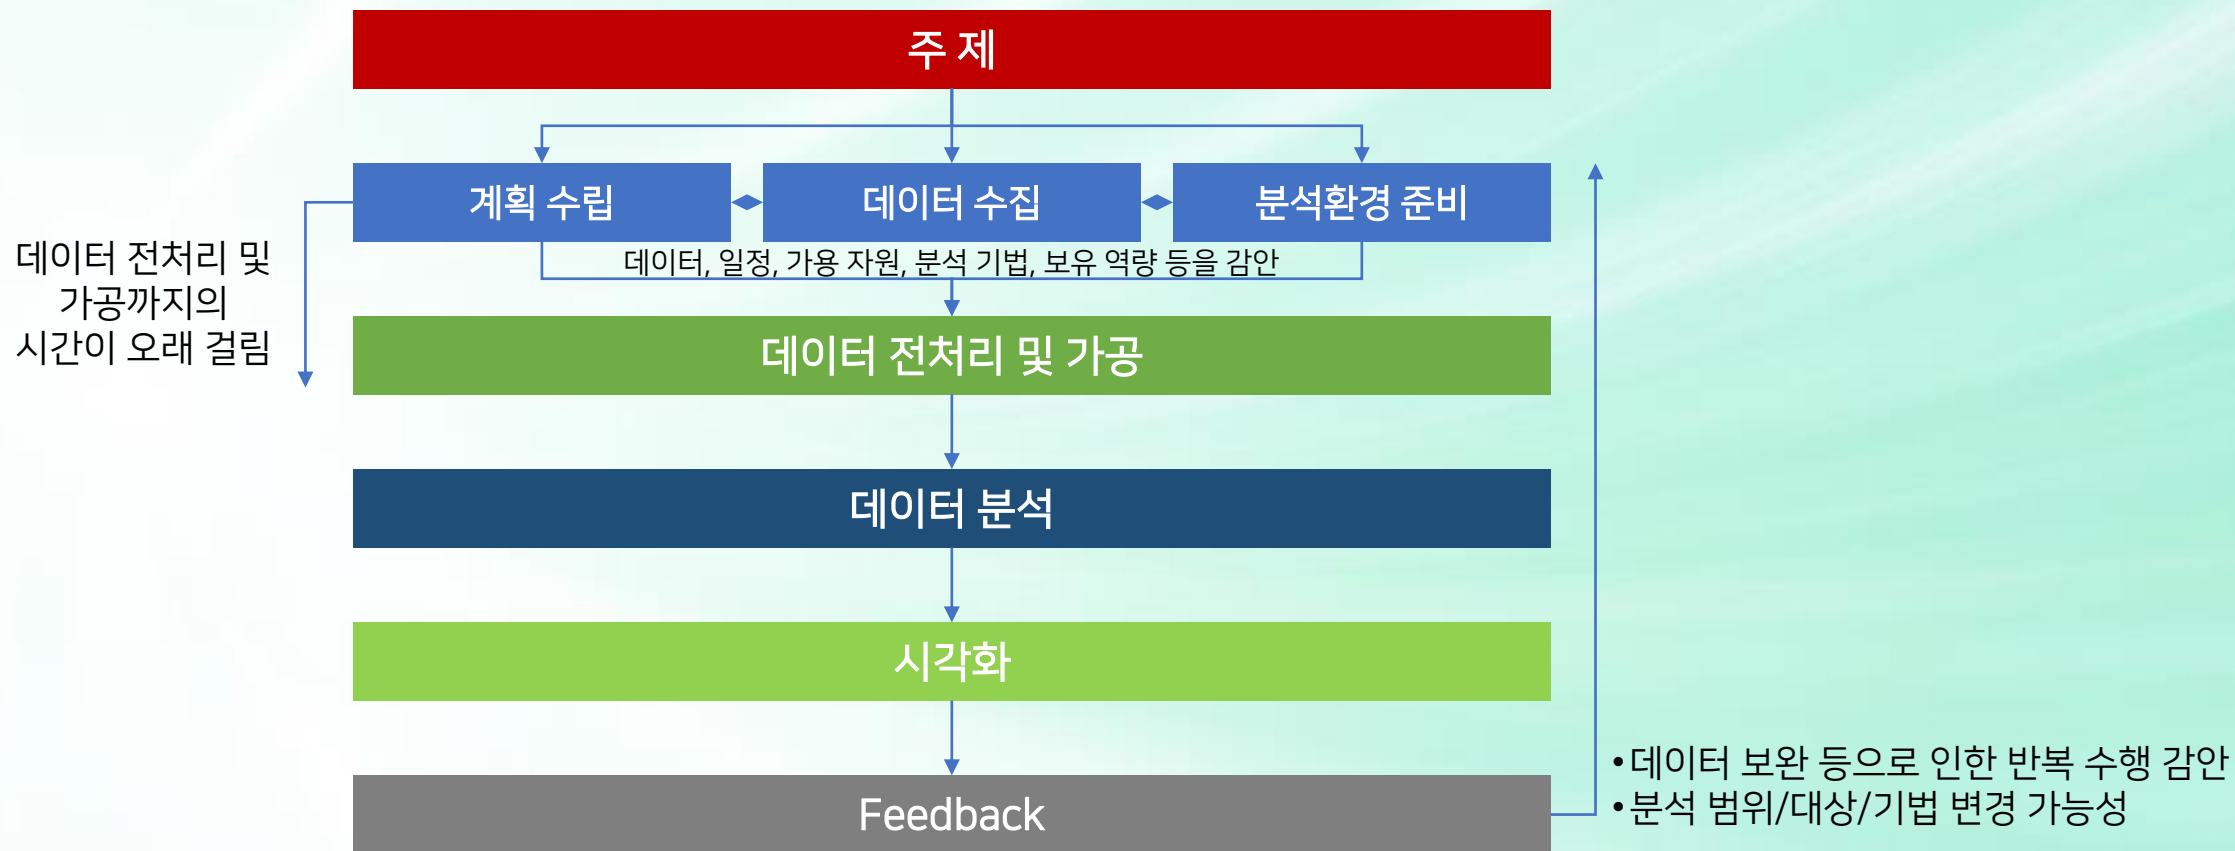 주 제
계획 수립
데이터 수집
분석환경 준비
데이터, 일정, 가용 자원, 분석 기법, 보유 역량 등을 감안
데이터 전처리 및
가공까지의
시간이 오래 걸림
데이터 전처리 및 가공
데이터 분석
시각화
Feedback
•데이터 보완 등으로 인한 반복 수행 감안
•분석 범위/대상/기법 변경 가능성